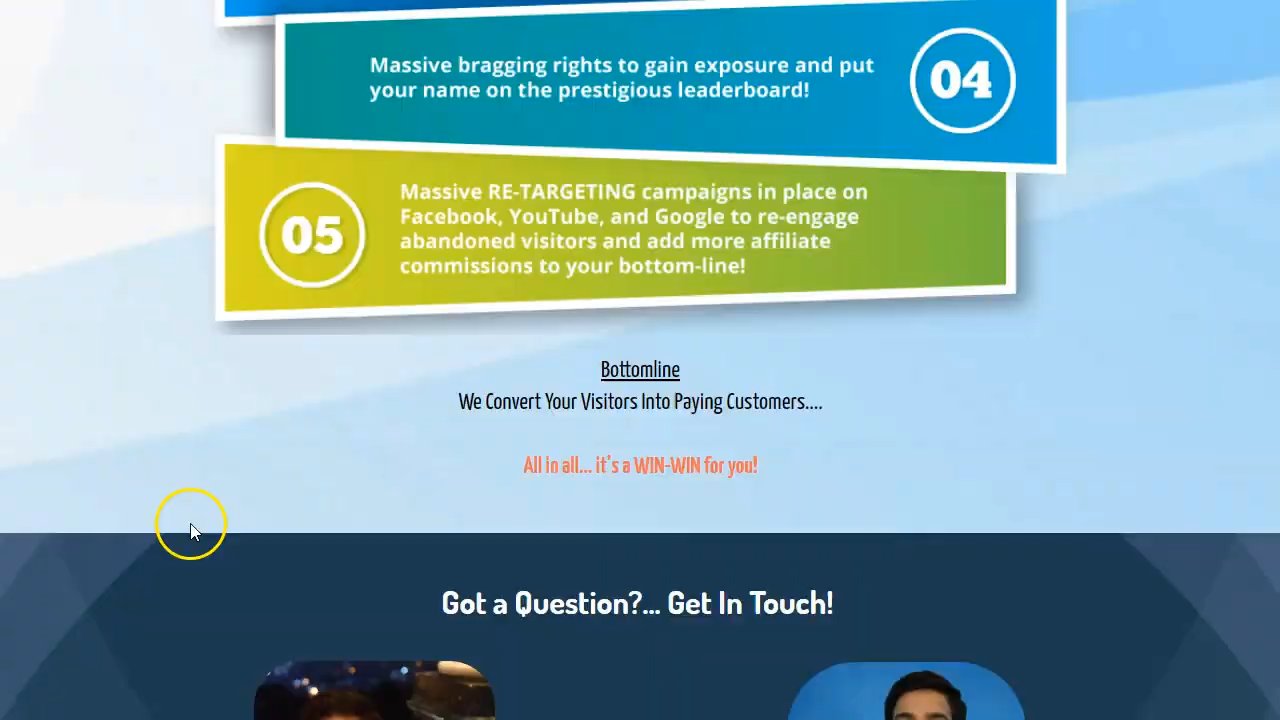 Massive bragging rights to gain exposure and put
your name on the prestigious leaderboard!
04
05
Massive RE-TARGETING campaigns in place on
Facebook, YouTube, and Google to re-engage
abandoned visitors and add more affiliate
commissions to your bottom-line!
Bottomline
We Convert Your Visitors Into Paying Customers....
All in all... it's a WIN-WIN for you!
Got a Question?... Get In Touch!